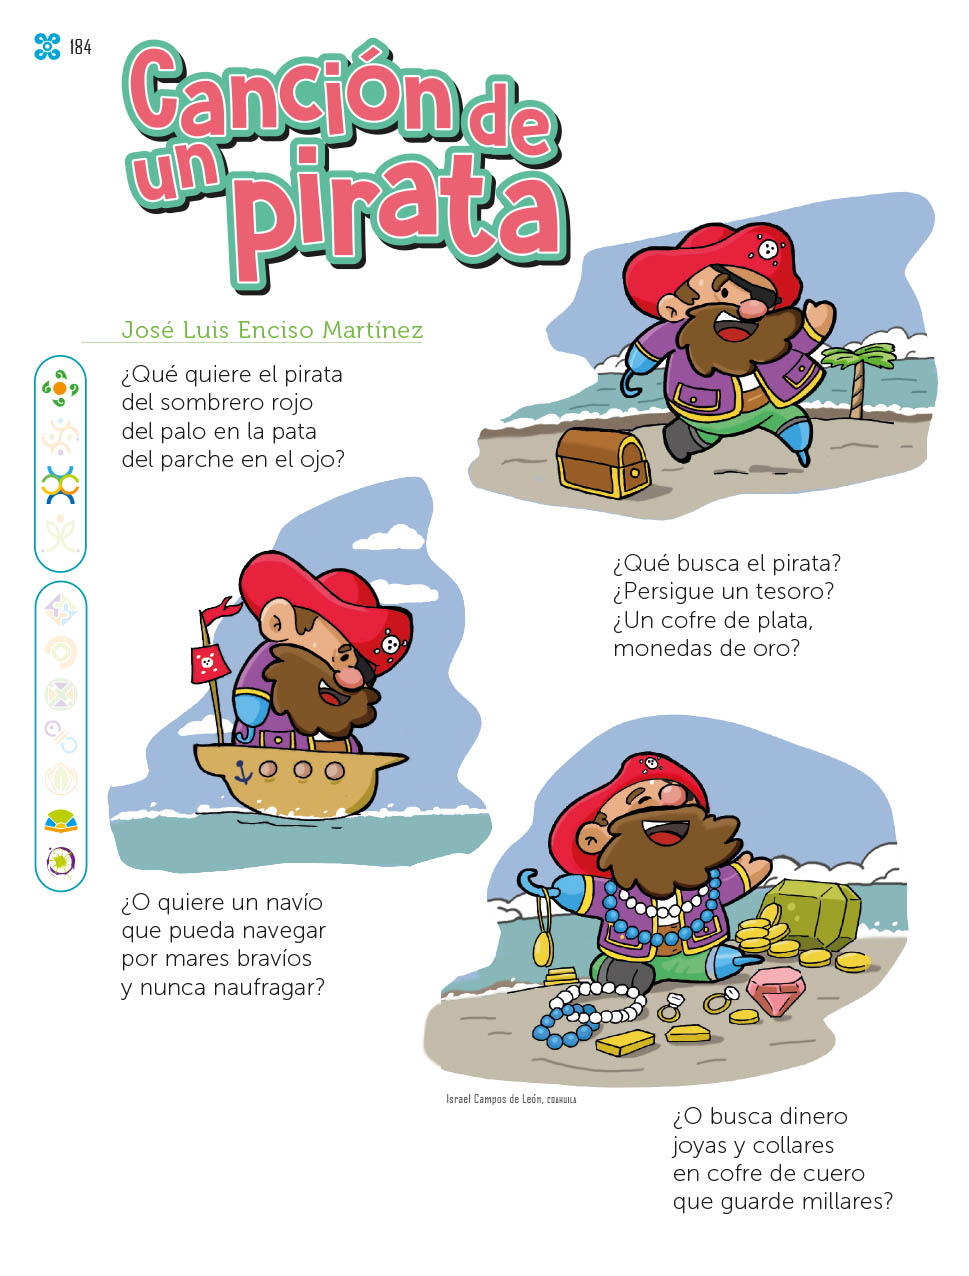 184
Canción de
un pirata
José Luis Enciso Martínez
¿Qué quiere el pirata
del sombrero rojo
del palo en la pata
del parche en el ojo?
¿Qué busca el pirata?
¿Persigue un tesoro?
¿Un cofre de plata,
monedas de oro?
¿O quiere un navío
que pueda navegar
por mares bravíos
y nunca naufragar?
Israel Campos de León, COAHUILA
¿O busca dinero
joyas y collares
en cofre de cuero
que guarde millares?